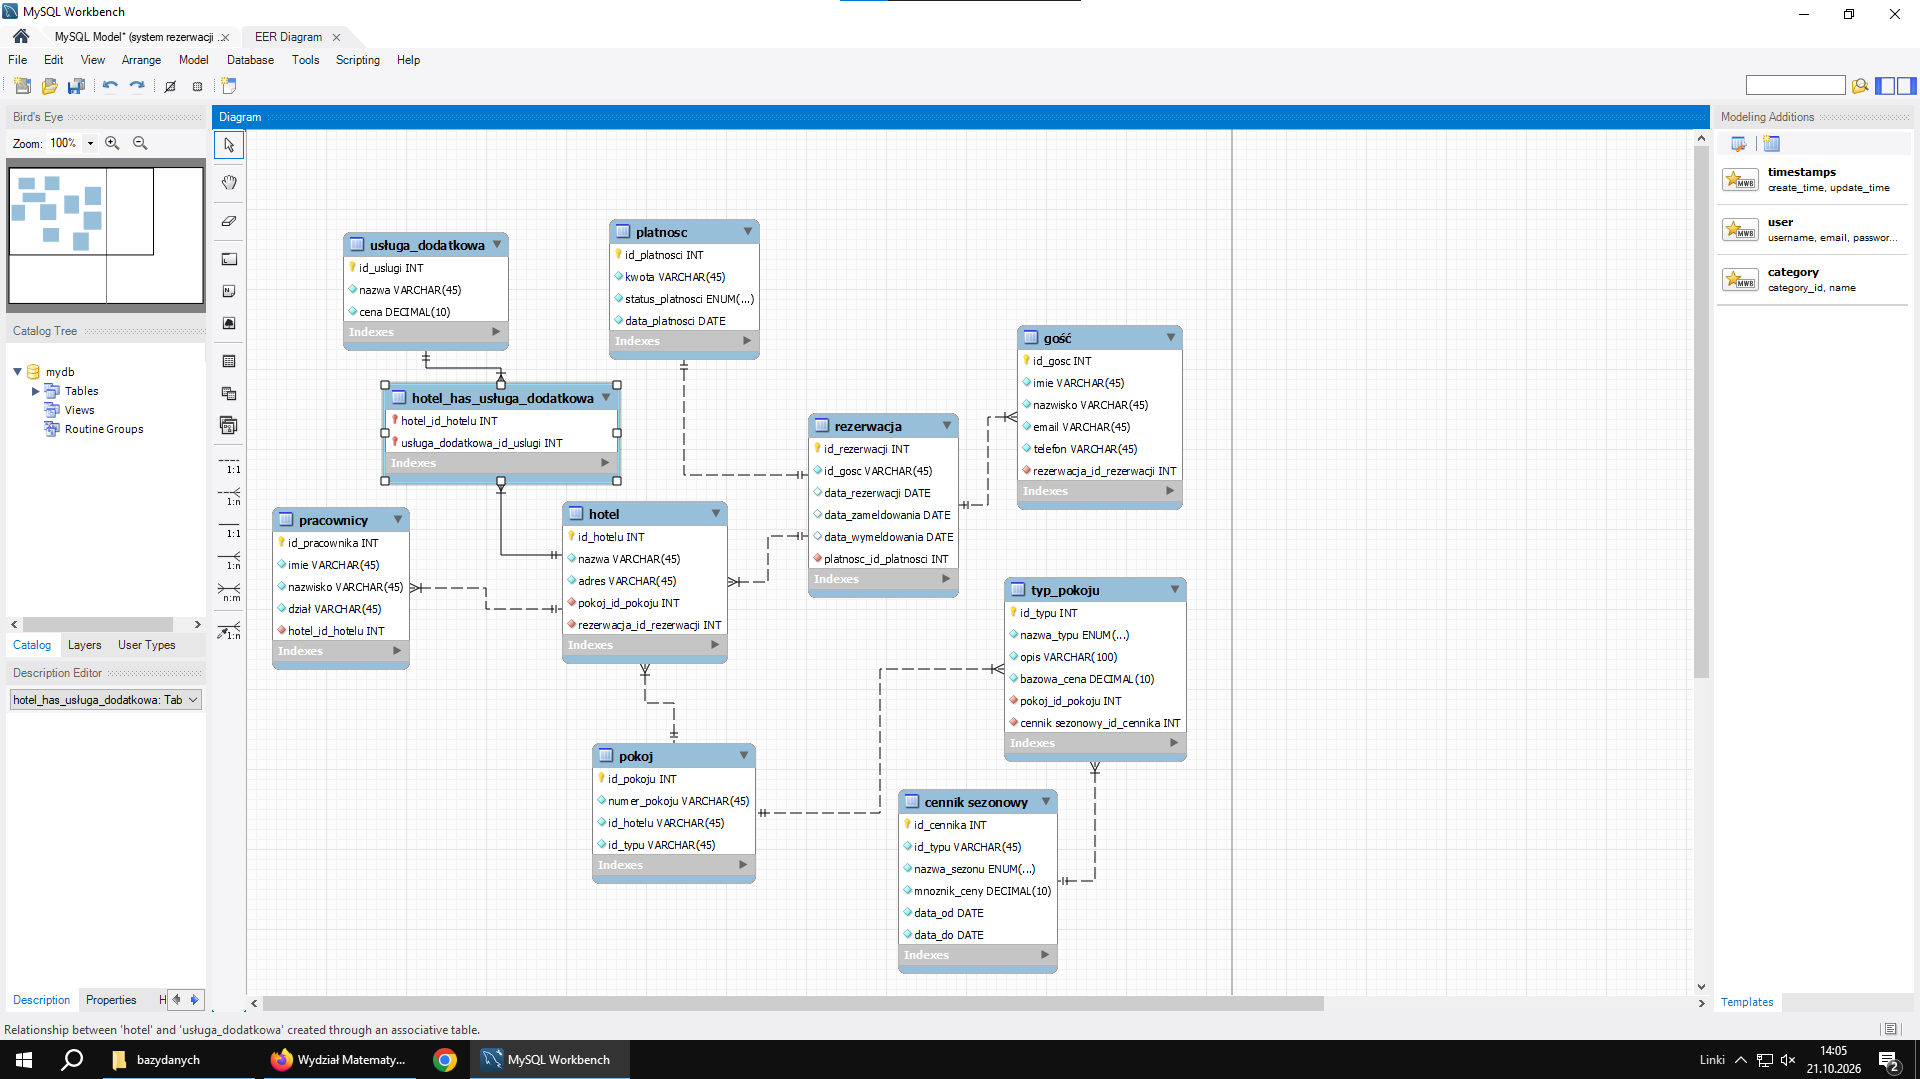 MySQL Workbench
MySQL Model* (system rezerwacji ...
EER Diagram
File Edit View Arrange Model Database Tools Scripting Help
Bird's Eye
Zoom: 100%
Catalog Tree
mydb
Tables
Views
Routine Groups
Catalog Layers User Types
Description Editor
hotel_has_usługa_dodatkowa: Tab
Description Properties H
Diagram
1:1
1:n
1:1
1:n
n:m
1:n
usługa_dodatkowa
id_uslugi INT
nazwa VARCHAR(45)
cena DECIMAL(10)
Indexes
platnosc
id_platnosci INT
kwota VARCHAR(45)
status_platnosci ENUM(...)
data_platnosci DATE
Indexes
hotel_has_usługa_dodatkowa
hotel_id_hotelu INT
usługa_dodatkowa_id_uslugi INT
Indexes
gość
id_gosc INT
imie VARCHAR(45)
nazwisko VARCHAR(45)
email VARCHAR(45)
telefon VARCHAR(45)
rezerwacja_id_rezerwacji INT
Indexes
rezerwacja
id_rezerwacji INT
id_gosc VARCHAR(45)
data_rezerwacji DATE
data_zameldowania DATE
data_wymeldowania DATE
platnosc_id_platnosci INT
Indexes
pracownicy
id_pracownika INT
imie VARCHAR(45)
nazwisko VARCHAR(45)
dział VARCHAR(45)
hotel_id_hotelu INT
Indexes
hotel
id_hotelu INT
nazwa VARCHAR(45)
adres VARCHAR(45)
pokoj_id_pokoju INT
rezerwacja_id_rezerwacji INT
Indexes
typ_pokoju
id_typu INT
nazwa_typu ENUM(...)
opis VARCHAR(100)
bazowa_cena DECIMAL(10)
pokoj_id_pokoju INT
cennik sezonowy_id_cennika INT
Indexes
pokoj
id_pokoju INT
numer_pokoju VARCHAR(45)
id_hotelu VARCHAR(45)
id_typu VARCHAR(45)
Indexes
cennik sezonowy
id_cennika INT
id_typu VARCHAR(45)
nazwa_sezonu ENUM(...)
mnoznik_ceny DECIMAL(10)
data_od DATE
data_do DATE
Indexes
Modeling Additions
MWB
timestamps
create_time, update_time
MWB
user
username, email, passwor...
MWB
category
category_id, name
Templates
Relationship between 'hotel' and 'usługa_dodatkowa' created through an associative table.
bazydanych
Wydział Matematy...
MySQL Workbench
Linki
14:05
21.10.2026
2